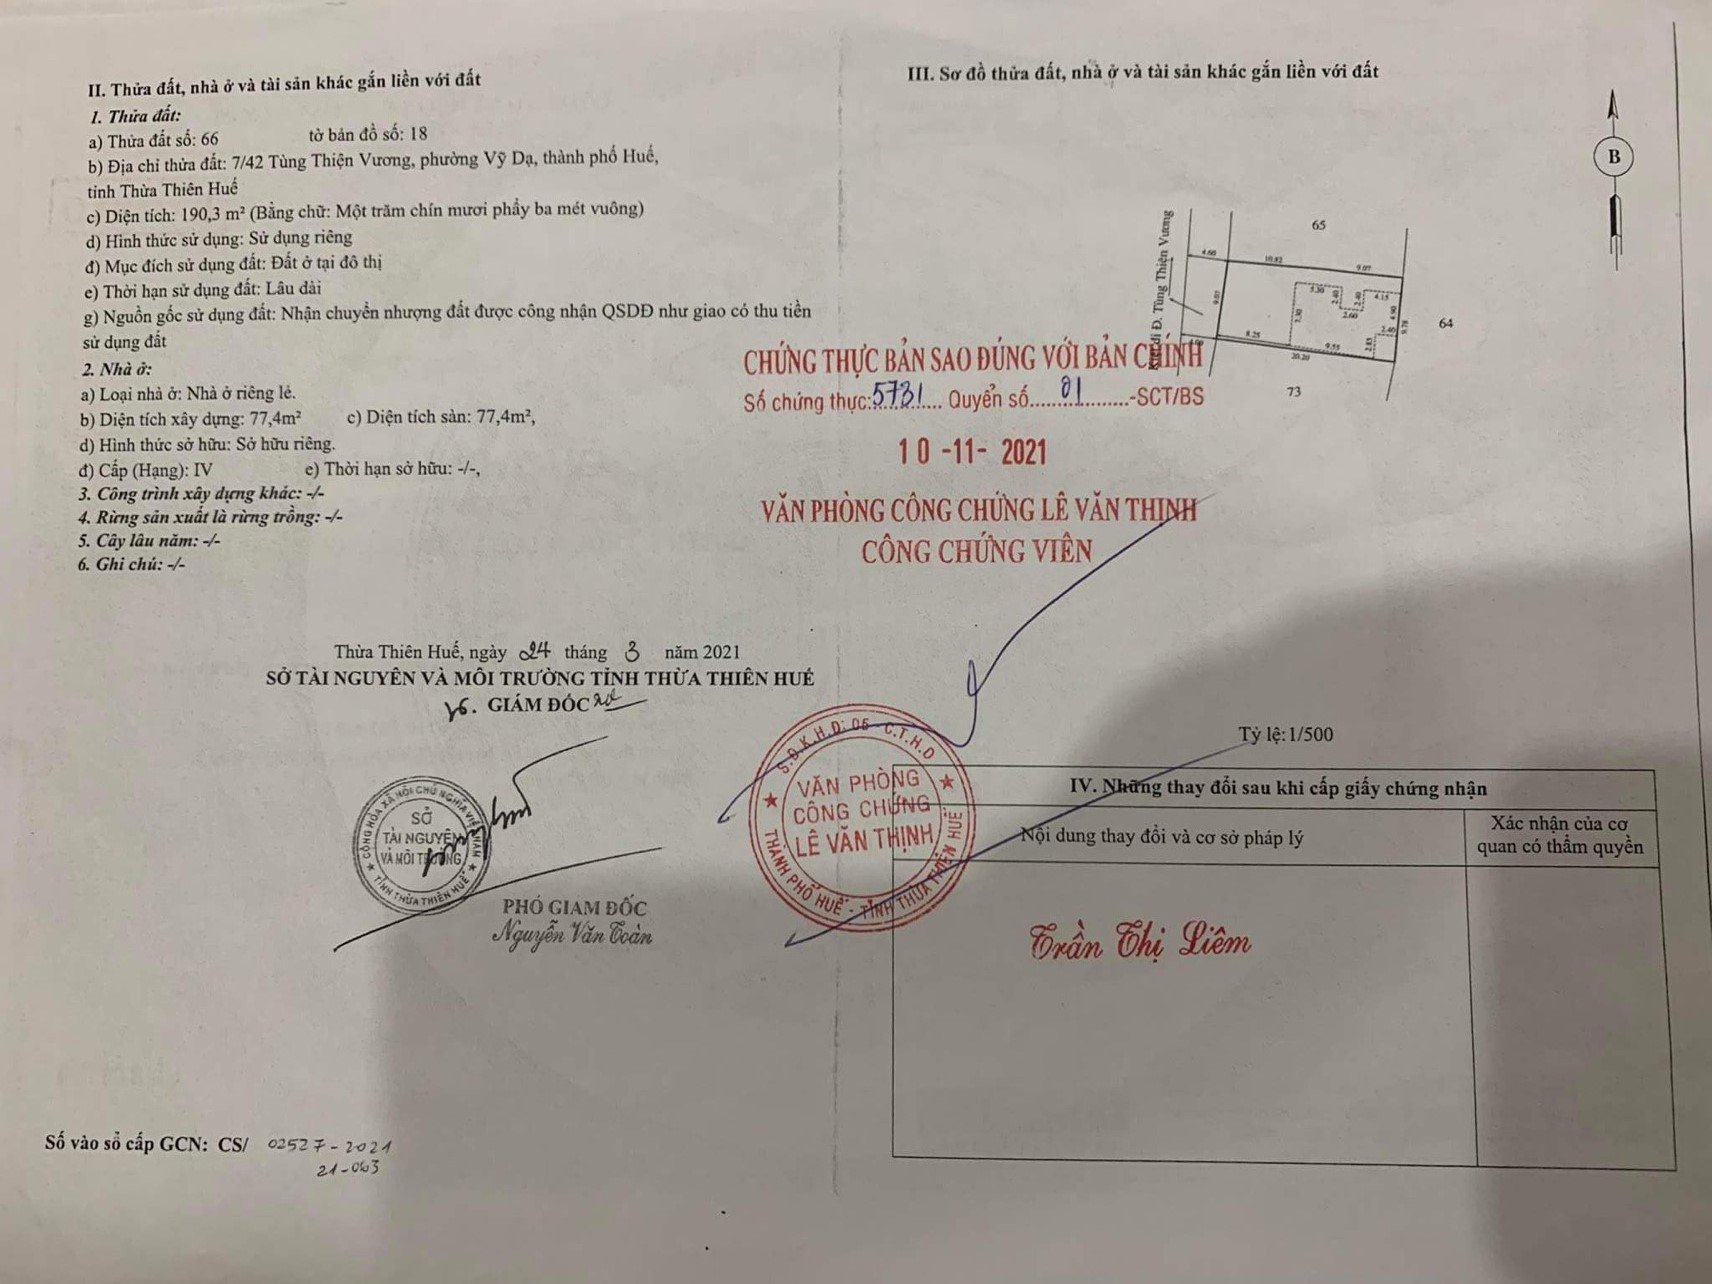 II. Thửa đất, nhà ở và tài sản khác gắn liền với đất
1. Thửa đất:
a) Thửa đất số: 66 tờ bản đồ số: 18
b) Địa chỉ thửa đất: 7/42 Tùng Thiện Vương, phường Vỹ Dạ, thành phố Huế,
tỉnh Thừa Thiên Huế
c) Diện tích: 190,3 m² (Bằng chữ: Một trăm chín mươi phẩy ba mét vuông)
d) Hình thức sử dụng: Sử dụng riêng
đ) Mục đích sử dụng đất: Đất ở tại đô thị
e) Thời hạn sử dụng đất: Lâu dài
g) Nguồn gốc sử dụng đất: Nhận chuyển nhượng đất được công nhận QSDĐ như giao có thu tiền
sử dụng đất
2. Nhà ở:
a) Loại nhà ở: Nhà ở riêng lẻ.
b) Diện tích xây dựng: 77,4m² c) Diện tích sàn: 77,4m²,
d) Hình thức sở hữu: Sở hữu riêng.
đ) Cấp (Hạng): IV e) Thời hạn sở hữu: -/-,
3. Công trình xây dựng khác: -/-
4. Rừng sản xuất là rừng trồng: -/-
5. Cây lâu năm: -/-
6. Ghi chú: -/-
Thừa Thiên Huế, ngày 24 tháng 3 năm 2021
SỞ TÀI NGUYÊN VÀ MÔI TRƯỜNG TỈNH THỪA THIÊN HUẾ
GIÁM ĐỐC
CỘNG HÒA XÃ HỘI CHỦ NGHĨA VIỆT NAM
SỞ
TÀI NGUYÊN
VÀ MÔI TRƯỜNG
TỈNH THỪA THIÊN HUẾ
PHÓ GIÁM ĐỐC
Nguyễn Văn Toàn
Số vào sổ cấp GCN: CS/ 02527-2021
21-063
III. Sơ đồ thửa đất, nhà ở và tài sản khác gắn liền với đất
B
65
Kiệt đi Đ. Tùng Thiện Vương
4.60
10.82
9.07
5.30
2.40
2.40
4.15
2.60
4.90
9.03
7.30
9.78
64
8.25
9.55
2.85
2.40
20.20
73
CHỨNG THỰC BẢN SAO ĐÚNG VỚI BẢN CHÍNH
Số chứng thực: 5731 Quyển số 01 -SCT/BS
10 -11- 2021
VĂN PHÒNG CÔNG CHỨNG LÊ VĂN THỊNH
CÔNG CHỨNG VIÊN
S.Đ.K.H.Đ: 06 C.T.H.D
VĂN PHÒNG
CÔNG CHỨNG
LÊ VĂN THỊNH
THÀNH PHỐ HUẾ - TỈNH THỪA THIÊN HUẾ
Tỷ lệ: 1/500
IV. Những thay đổi sau khi cấp giấy chứng nhận
Nội dung thay đổi và cơ sở pháp lý
Xác nhận của cơ
quan có thẩm quyền
Trần Thị Liêm